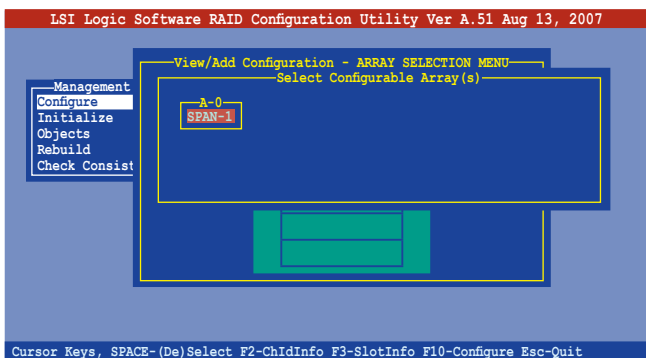 LSI Logic Software RAID Configuration Utility Ver A.51 Aug 13, 2007
View/Add Configuration - ARRAY SELECTION MENU
Select Configurable Array(s)
A-0
SPAN-1
Management
Configure
Initialize
Objects
Rebuild
Check Consist
Cursor Keys, SPACE-(De)Select F2-ChIdInfo F3-SlotInfo F10-Configure Esc-Quit